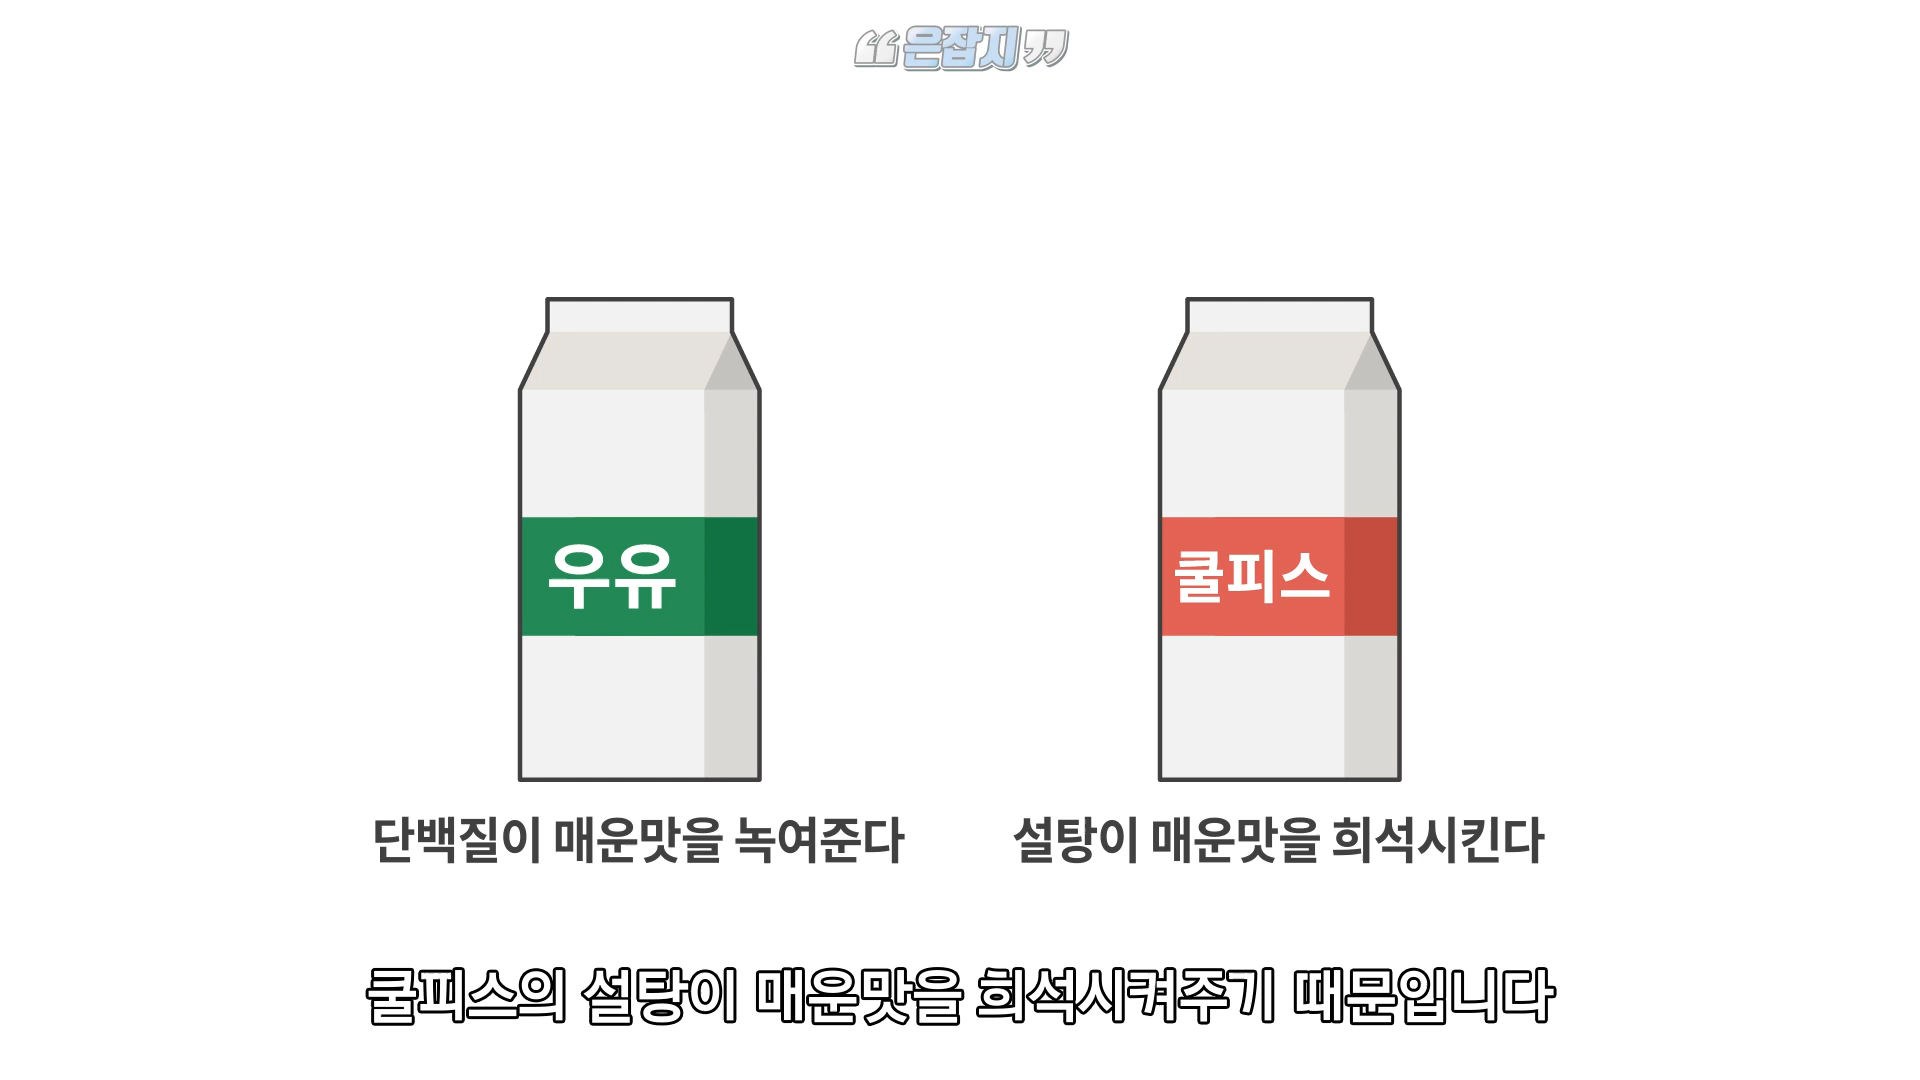 “은잡지”
우유
쿨피스
단백질이 매운맛을 녹여준다
설탕이 매운맛을 희석시킨다
쿨피스의 설탕이 매운맛을 희석시켜주기 때문입니다